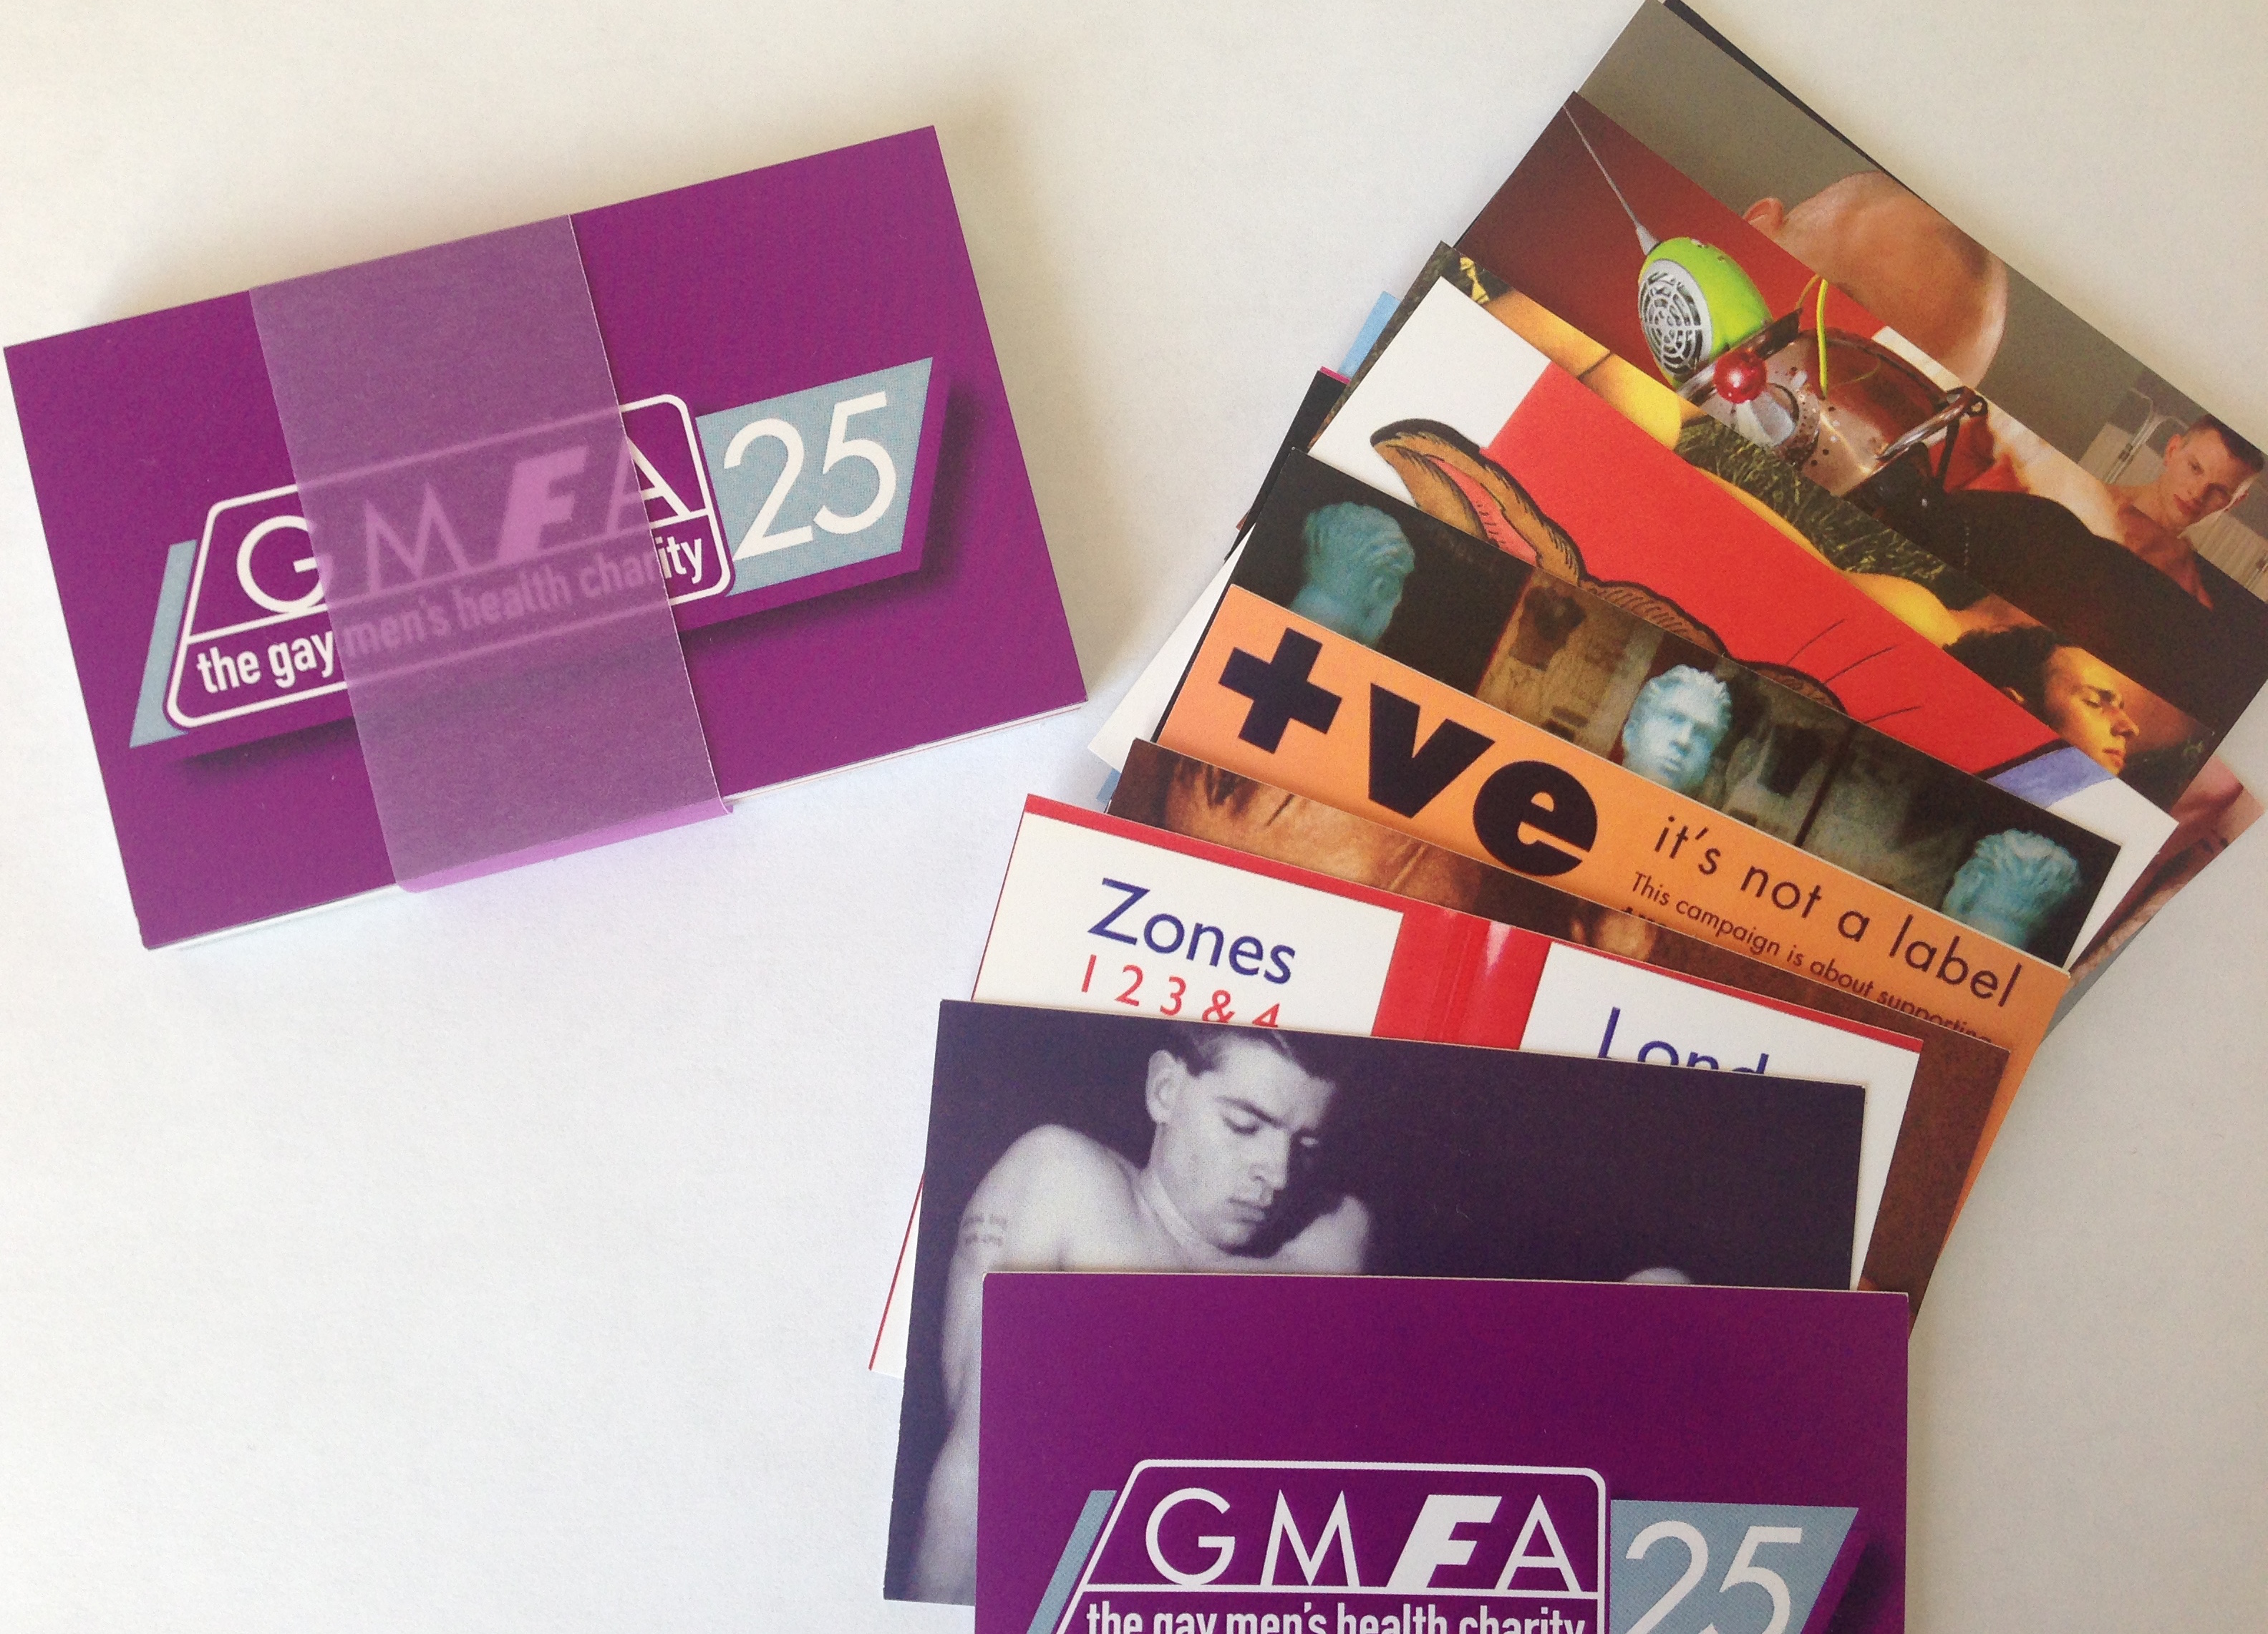 GMFA 25
the gay men's health charity
+ve it's not a label
This campaign is about supporting
Zones
1 2 3 & 4
Lond
GMFA 25
the gay men's health charity